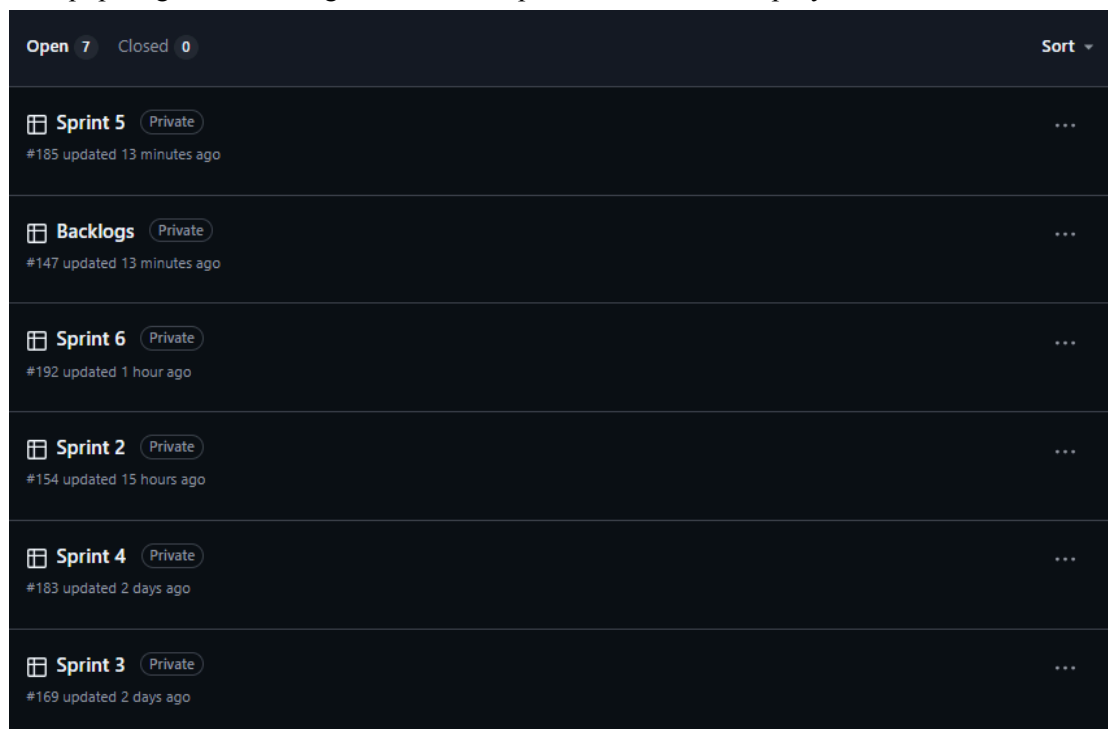 Open 7 Closed 0 Sort
Sprint 5 Private
#185 updated 13 minutes ago
Backlogs Private
#147 updated 13 minutes ago
Sprint 6 Private
#192 updated 1 hour ago
Sprint 2 Private
#154 updated 15 hours ago
Sprint 4 Private
#183 updated 2 days ago
Sprint 3 Private
#169 updated 2 days ago